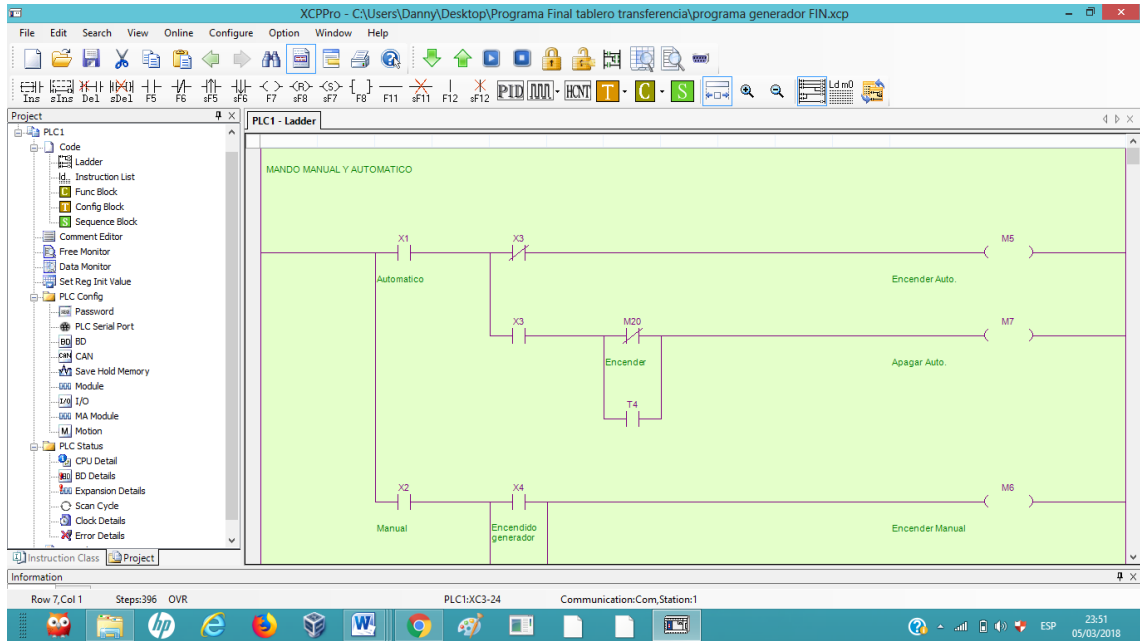 XCPPro - C:\Users\Danny\Desktop\Programa Final tablero transferencia\programa generador FIN.xcp
File Edit Search View Online Configure Option Window Help
Ins sIns Del sDel F5 F6 sF5 sF6 F7 sF8 sF7 F8 F11 sF11 F12 sF12 PID HCNT T C S Ld m0
Project
PLC1
Code
Ladder
Instruction List
Func Block
Config Block
Sequence Block
Comment Editor
Free Monitor
Data Monitor
Set Reg Init Value
PLC Config
Password
PLC Serial Port
BD
CAN
Save Hold Memory
Module
I/O
MA Module
Motion
PLC Status
CPU Detail
BD Details
Expansion Details
Scan Cycle
Clock Details
Error Details
Instruction Class Project
PLC1 - Ladder
MANDO MANUAL Y AUTOMATICO
X1 X3 M5
Automatico Encender Auto.
X3 M20 M7
Encender Apagar Auto.
T4
X2 X4 M6
Manual Encendido generador Encender Manual
Information
Row 7,Col 1 Steps:396 OVR PLC1:XC3-24 Communication:Com,Station:1
hp W ESP 23:51
05/03/2018